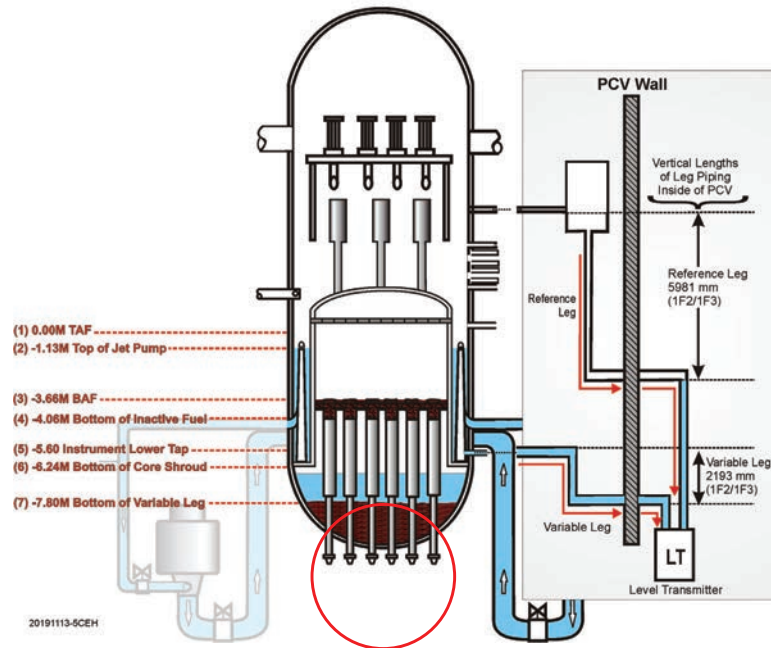 PCV Wall
Vertical Lengths
of Leg Piping
Inside of PCV
Reference Leg
5981 mm
(1F2/1F3)
Reference
Leg
(1) 0.00M TAF
(2) -1.13M Top of Jet Pump
(3) -3.66M BAF
(4) -4.06M Bottom of Inactive Fuel
(5) -5.60 Instrument Lower Tap
(6) -6.24M Bottom of Core Shroud
(7) -7.80M Bottom of Variable Leg
Variable Leg
2193 mm
(1F2/1F3)
Variable Leg
LT
Level Transmitter
20191113-5CEH